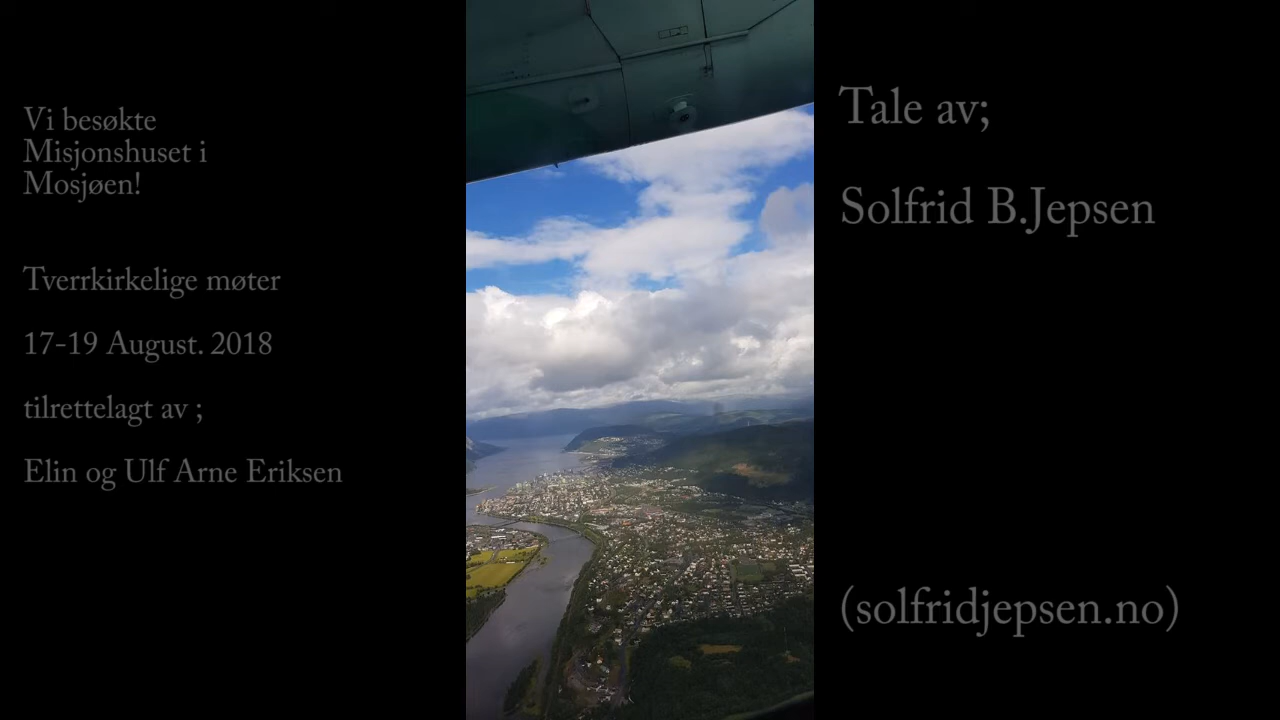 Vi besøkte
Misjonshuset i
Mosjøen!
Tverrkirkelige møter
17-19 August. 2018
tilrettelagt av ;
Elin og Ulf Arne Eriksen
Tale av;
Solfrid B.Jepsen
(solfridjepsen.no)